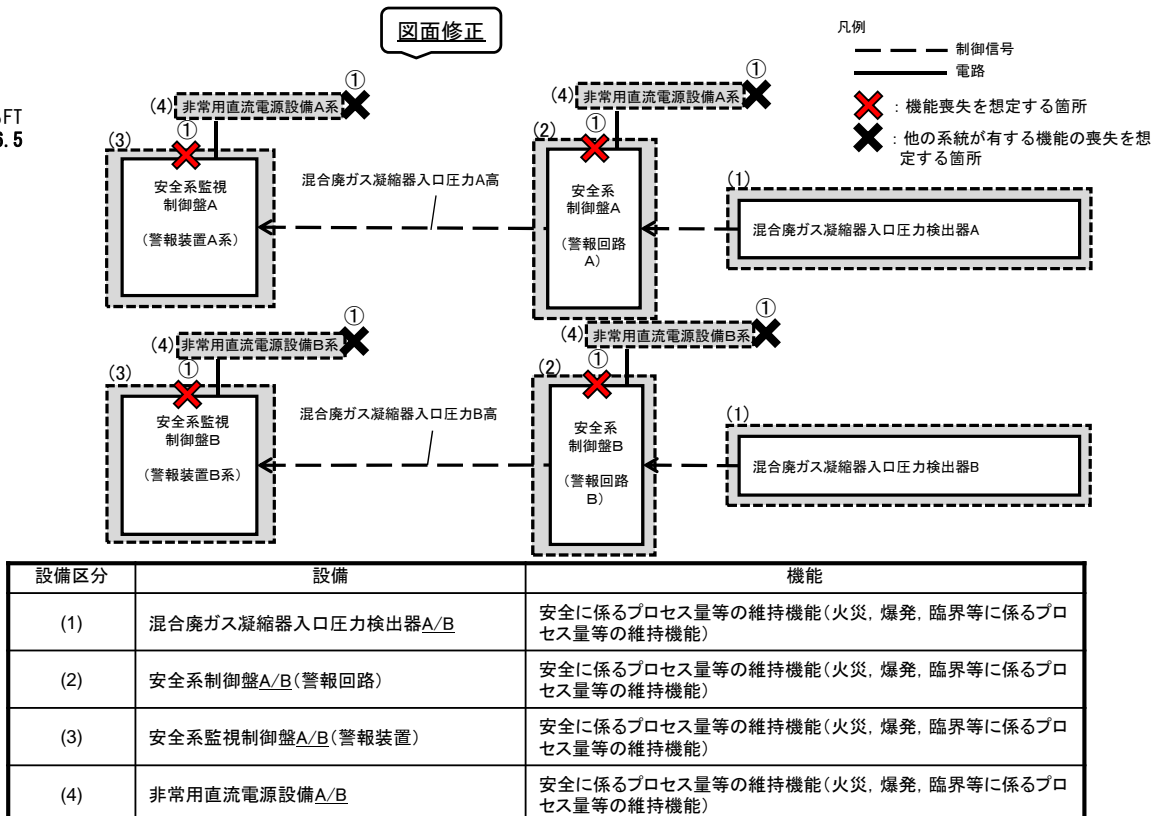 図面修正
凡例
制御信号
電路
：機能喪失を想定する箇所
：他の系統が有する機能の喪失を想
定する箇所
FT
6.5
(4)
非常用直流電源設備A系
①
(3)
①
安全系監視
制御盤A
(警報装置A系)
混合廃ガス凝縮器入口圧力A高
(4)
非常用直流電源設備A系
①
(2)
①
安全系
制御盤A
(警報回路
A)
(1)
混合廃ガス凝縮器入口圧力検出器A
(4)
非常用直流電源設備B系
①
(3)
①
安全系監視
制御盤B
(警報装置B系)
混合廃ガス凝縮器入口圧力B高
(4)
非常用直流電源設備B系
①
(2)
①
安全系
制御盤B
(警報回路
B)
(1)
混合廃ガス凝縮器入口圧力検出器B
設備区分 設備 機能
(1) 混合廃ガス凝縮器入口圧力検出器A/B 安全に係るプロセス量等の維持機能(火災，爆発，臨界等に係るプロ
セス量等の維持機能)
(2) 安全系制御盤A/B(警報回路) 安全に係るプロセス量等の維持機能(火災，爆発，臨界等に係るプロ
セス量等の維持機能)
(3) 安全系監視制御盤A/B(警報装置) 安全に係るプロセス量等の維持機能(火災，爆発，臨界等に係るプロ
セス量等の維持機能)
(4) 非常用直流電源設備A/B 安全に係るプロセス量等の維持機能(火災，爆発，臨界等に係るプロ
セス量等の維持機能)